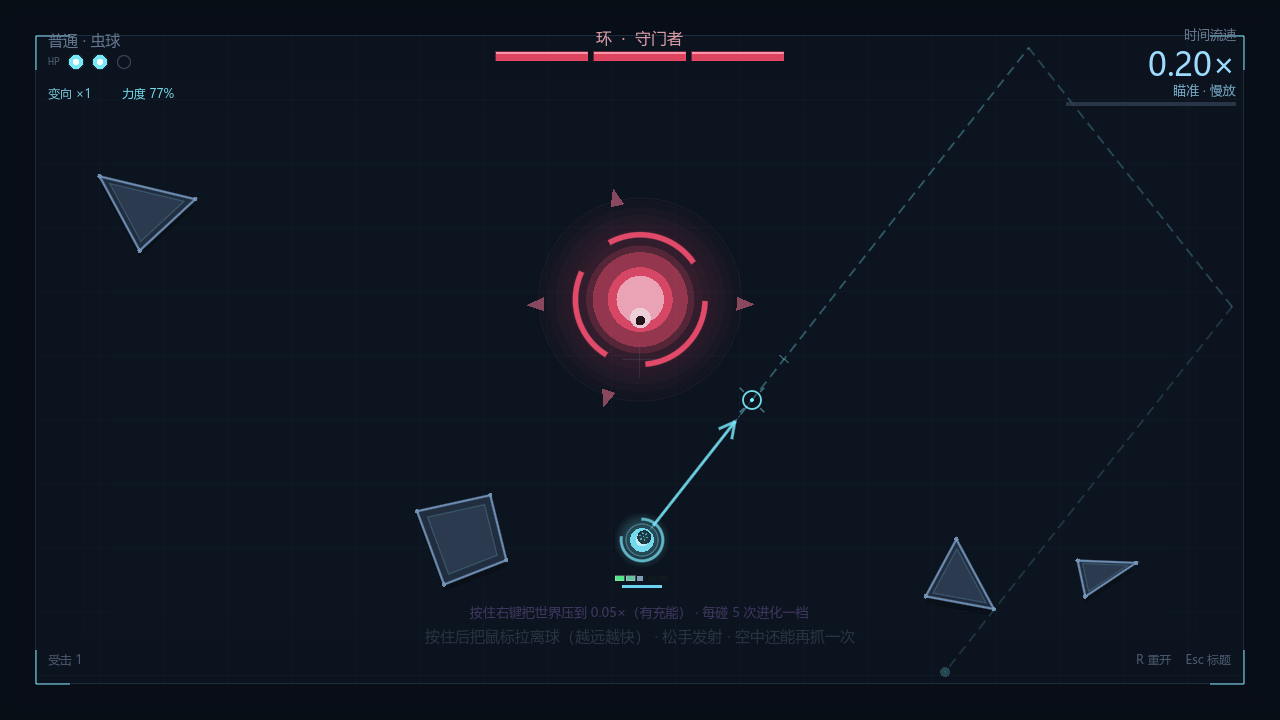 普通 · 虫球
HP
变向 ×1 力度 77%
环 · 守门者
时间流速
0.20×
瞄准 · 慢放
按住右键把世界压到 0.05×（有充能） · 每碰 5 次进化一档
按住后把鼠标拉离球（越远越快） · 松手发射 · 空中还能再抓一次
受击 1
R 重开 Esc 标题